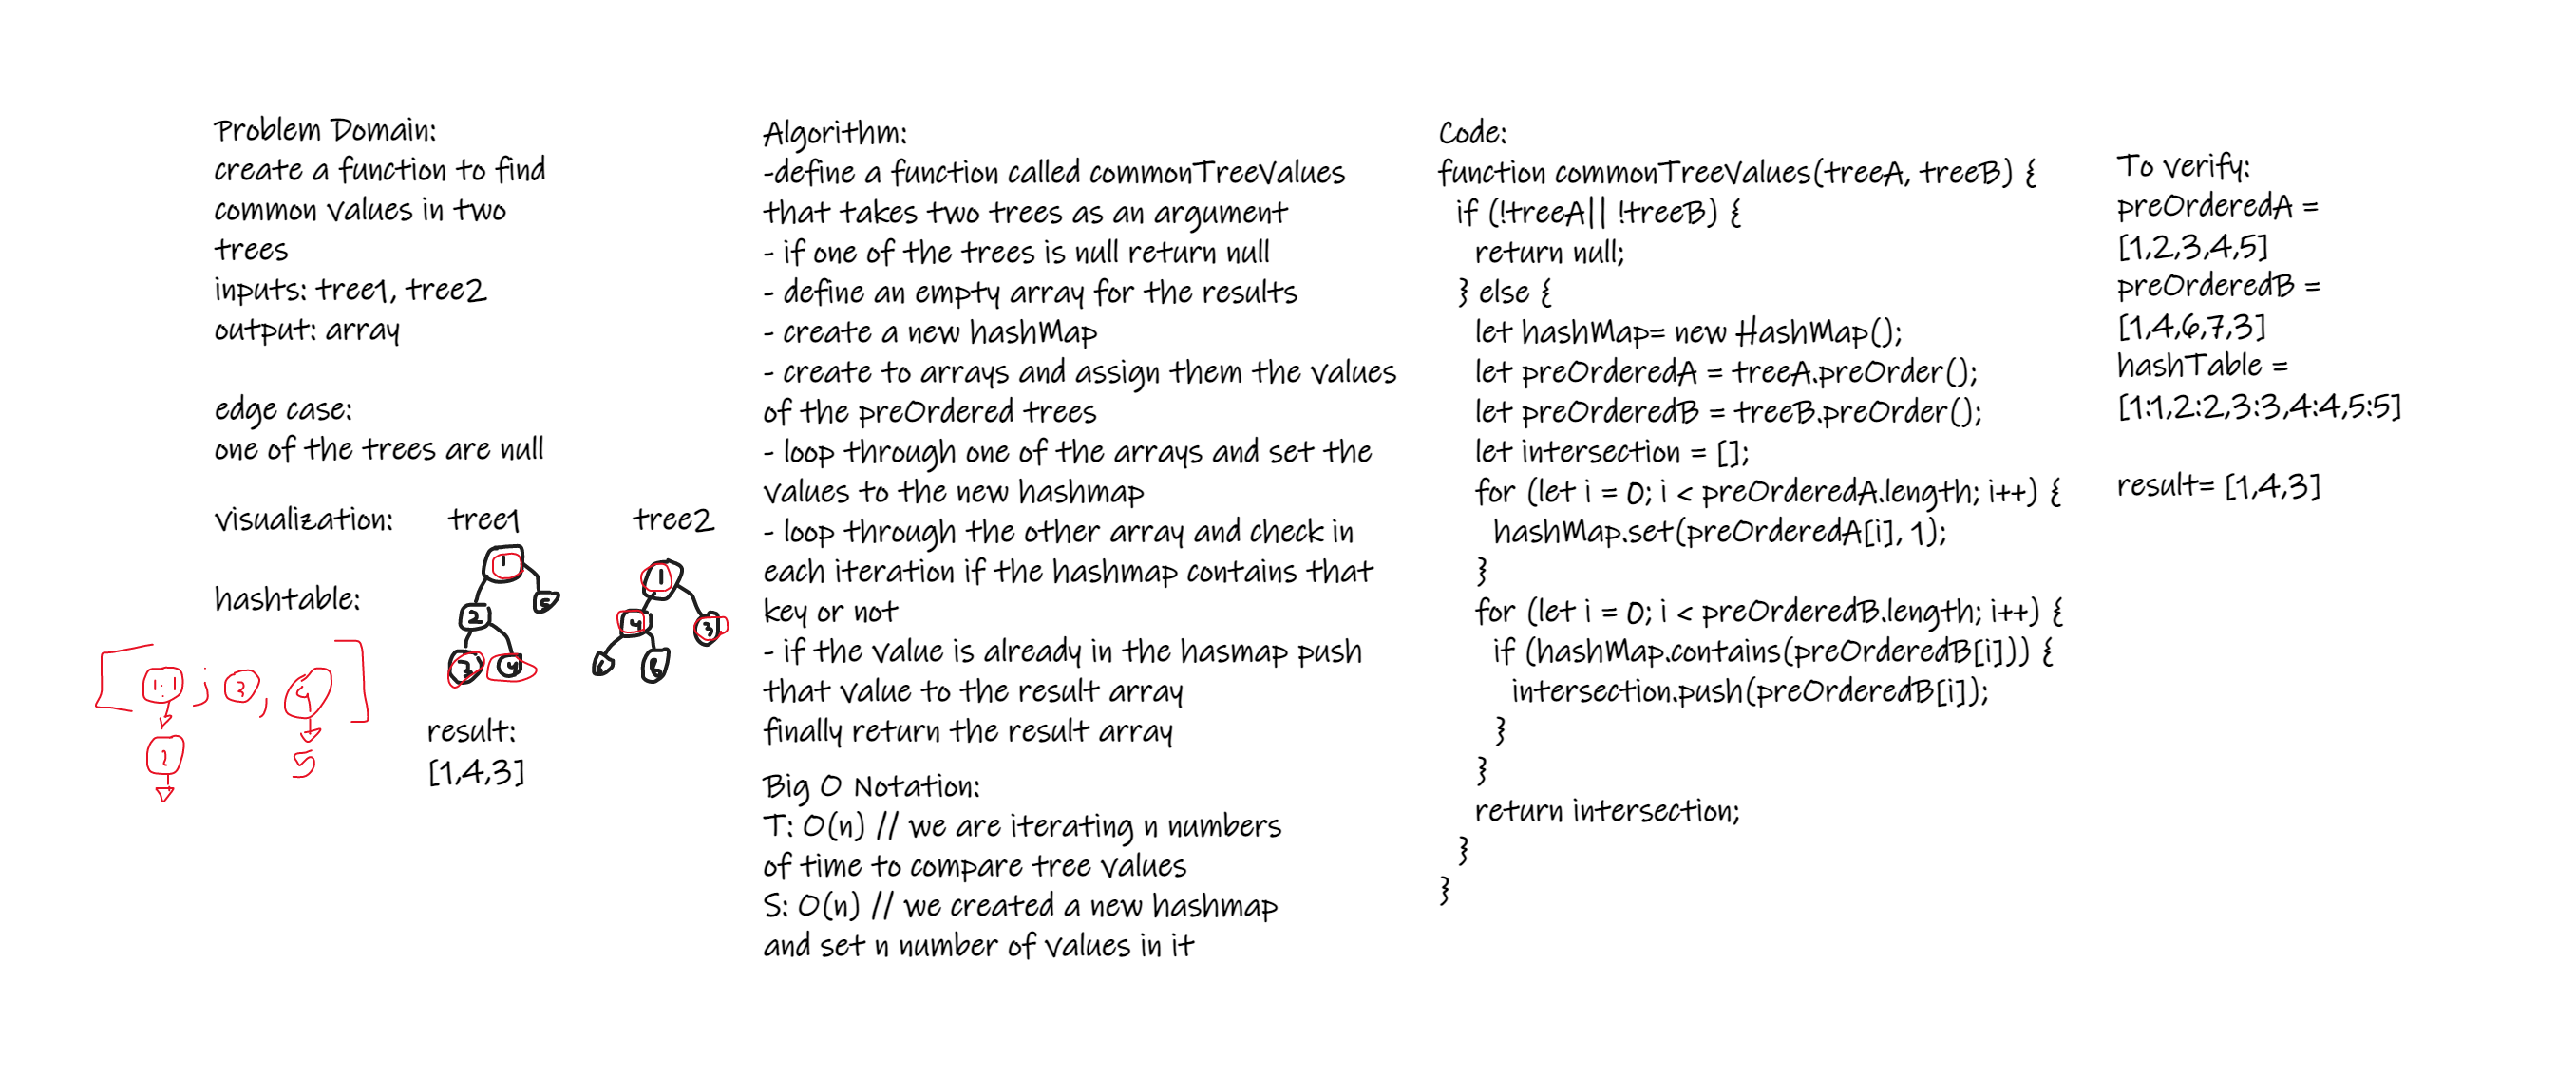 Problem Domain:
create a function to find
common values in two
trees
inputs: tree1, tree2
output: array
edge case:
one of the trees are null
visualization: tree1 tree2
1
2
5
3
4
1
4
3
6
hashtable:
[ 1:1 ; 3 , 4 ]
2
5
result:
[1,4,3]
Algorithm:
-define a function called commonTreeValues
that takes two trees as an argument
- if one of the trees is null return null
- define an empty array for the results
- create a new hashMap
- create to arrays and assign them the values
of the preOrdered trees
- loop through one of the arrays and set the
values to the new hashmap
- loop through the other array and check in
each iteration if the hashmap contains that
key or not
- if the value is already in the hasmap push
that value to the result array
finally return the result array
Big O Notation:
T: O(n) // we are iterating n numbers
of time to compare tree values
S: O(n) // we created a new hashmap
and set n number of values in it
Code:
function commonTreeValues(treeA, treeB) {
if (!treeA|| !treeB) {
return null;
} else {
let hashMap= new HashMap();
let preOrderedA = treeA.preOrder();
let preOrderedB = treeB.preOrder();
let intersection = [];
for (let i = 0; i < preOrderedA.length; i++) {
hashMap.set(preOrderedA[i], 1);
}
for (let i = 0; i < preOrderedB.length; i++) {
if (hashMap.contains(preOrderedB[i])) {
intersection.push(preOrderedB[i]);
}
}
return intersection;
}
}
To verify:
preOrderedA =
[1,2,3,4,5]
preOrderedB =
[1,4,6,7,3]
hashTable =
[1:1,2:2,3:3,4:4,5:5]
result= [1,4,3]